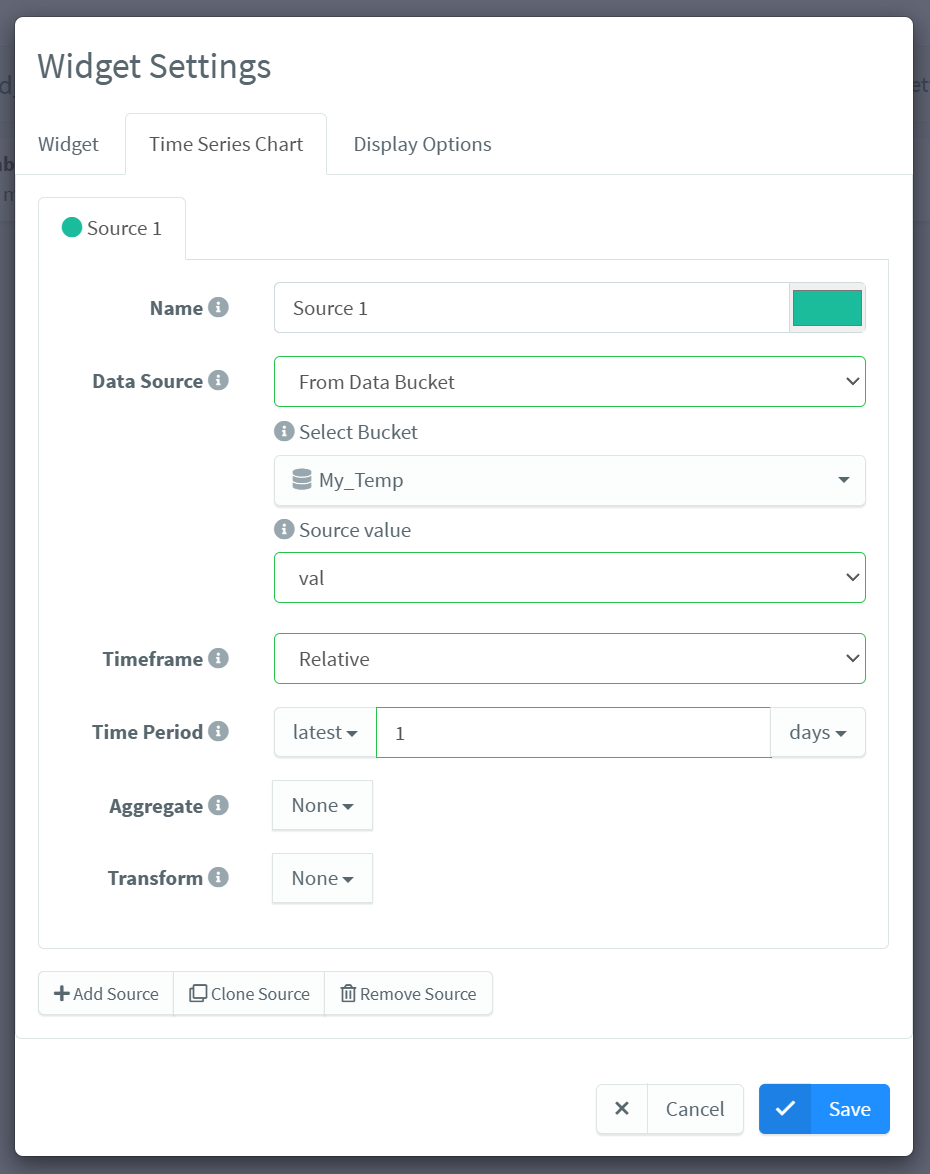 Widget Settings
Widget
Time Series Chart
Display Options
Source 1
Name
Source 1
Data Source
From Data Bucket
Select Bucket
My_Temp
Source value
val
Timeframe
Relative
Time Period
latest
1
days
Aggregate
None
Transform
None
Add Source
Clone Source
Remove Source
Cancel
Save